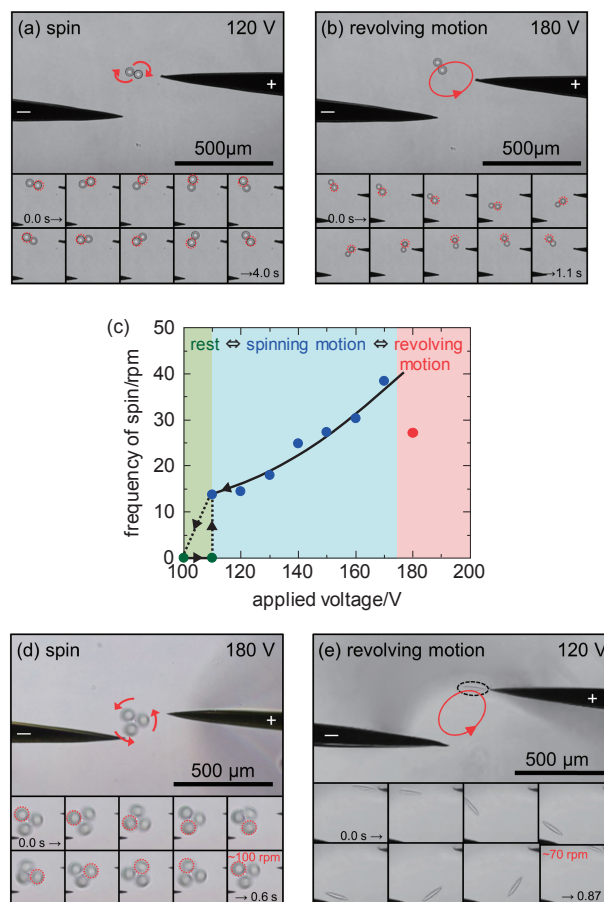 (a) spin 120 V
+
−
500μm
0.0 s→
→4.0 s
(b) revolving motion 180 V
+
−
500μm
0.0 s→
→1.1 s
(c)
50
40
30
20
10
0
frequency of spin/rpm
rest ⇔ spinning motion ⇔ revolving
motion
100 120 140 160 180 200
applied voltage/V
(d) spin 180 V
+
−
500 μm
0.0 s →
~100 rpm
→ 0.6 s
(e) revolving motion 120 V
+
−
500 μm
0.0 s →
~70 rpm
→ 0.87